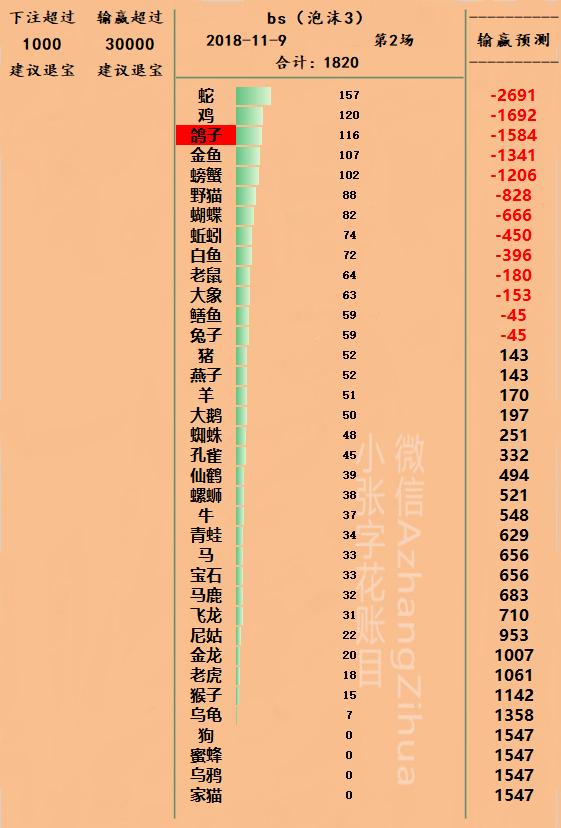 下注超过 输赢超过
1000 30000
建议退宝 建议退宝
bs（泡沫3）
2018-11-9 第2场
合计：1820
输赢预测
蛇 157 -2691
鸡 120 -1692
鸽子 116 -1584
金鱼 107 -1341
螃蟹 102 -1206
野猫 88 -828
蝴蝶 82 -666
蚯蚓 74 -450
白鱼 72 -396
老鼠 64 -180
大象 63 -153
鳝鱼 59 -45
兔子 59 -45
猪 52 143
燕子 52 143
羊 51 170
大鹅 50 197
蜘蛛 48 251
孔雀 45 332
仙鹤 39 494
螺蛳 38 521
牛 37 548
青蛙 34 629
马 33 656
宝石 33 656
马鹿 32 683
飞龙 31 710
尼姑 22 953
金龙 20 1007
老虎 18 1061
猴子 15 1142
乌龟 7 1358
狗 0 1547
蜜蜂 0 1547
乌鸦 0 1547
家猫 0 1547
微信AzhangZihua
小张字花账目